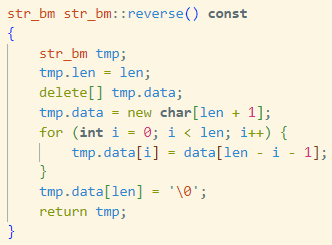 str_bm str_bm::reverse() const
{
    str_bm tmp;
    tmp.len = len;
    delete[] tmp.data;
    tmp.data = new char[len + 1];
    for (int i = 0; i < len; i++) {
        tmp.data[i] = data[len - i - 1];
    }
    tmp.data[len] = '\0';
    return tmp;
}